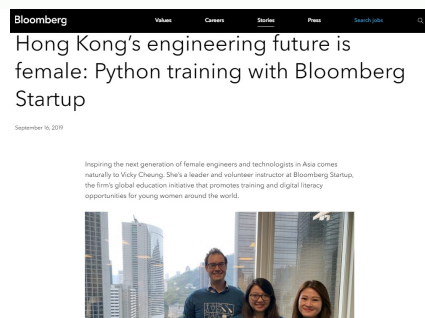 Bloomberg
Values Careers Stories Press Search jobs
Hong Kong's engineering future is
female: Python training with Bloomberg
Startup
September 16, 2019
Inspiring the next generation of female engineers and technologists in Asia comes
naturally to Vicky Cheung. She's a leader and volunteer instructor at Bloomberg Startup,
the firm's global education initiative that promotes training and digital literacy
opportunities for young women around the world.